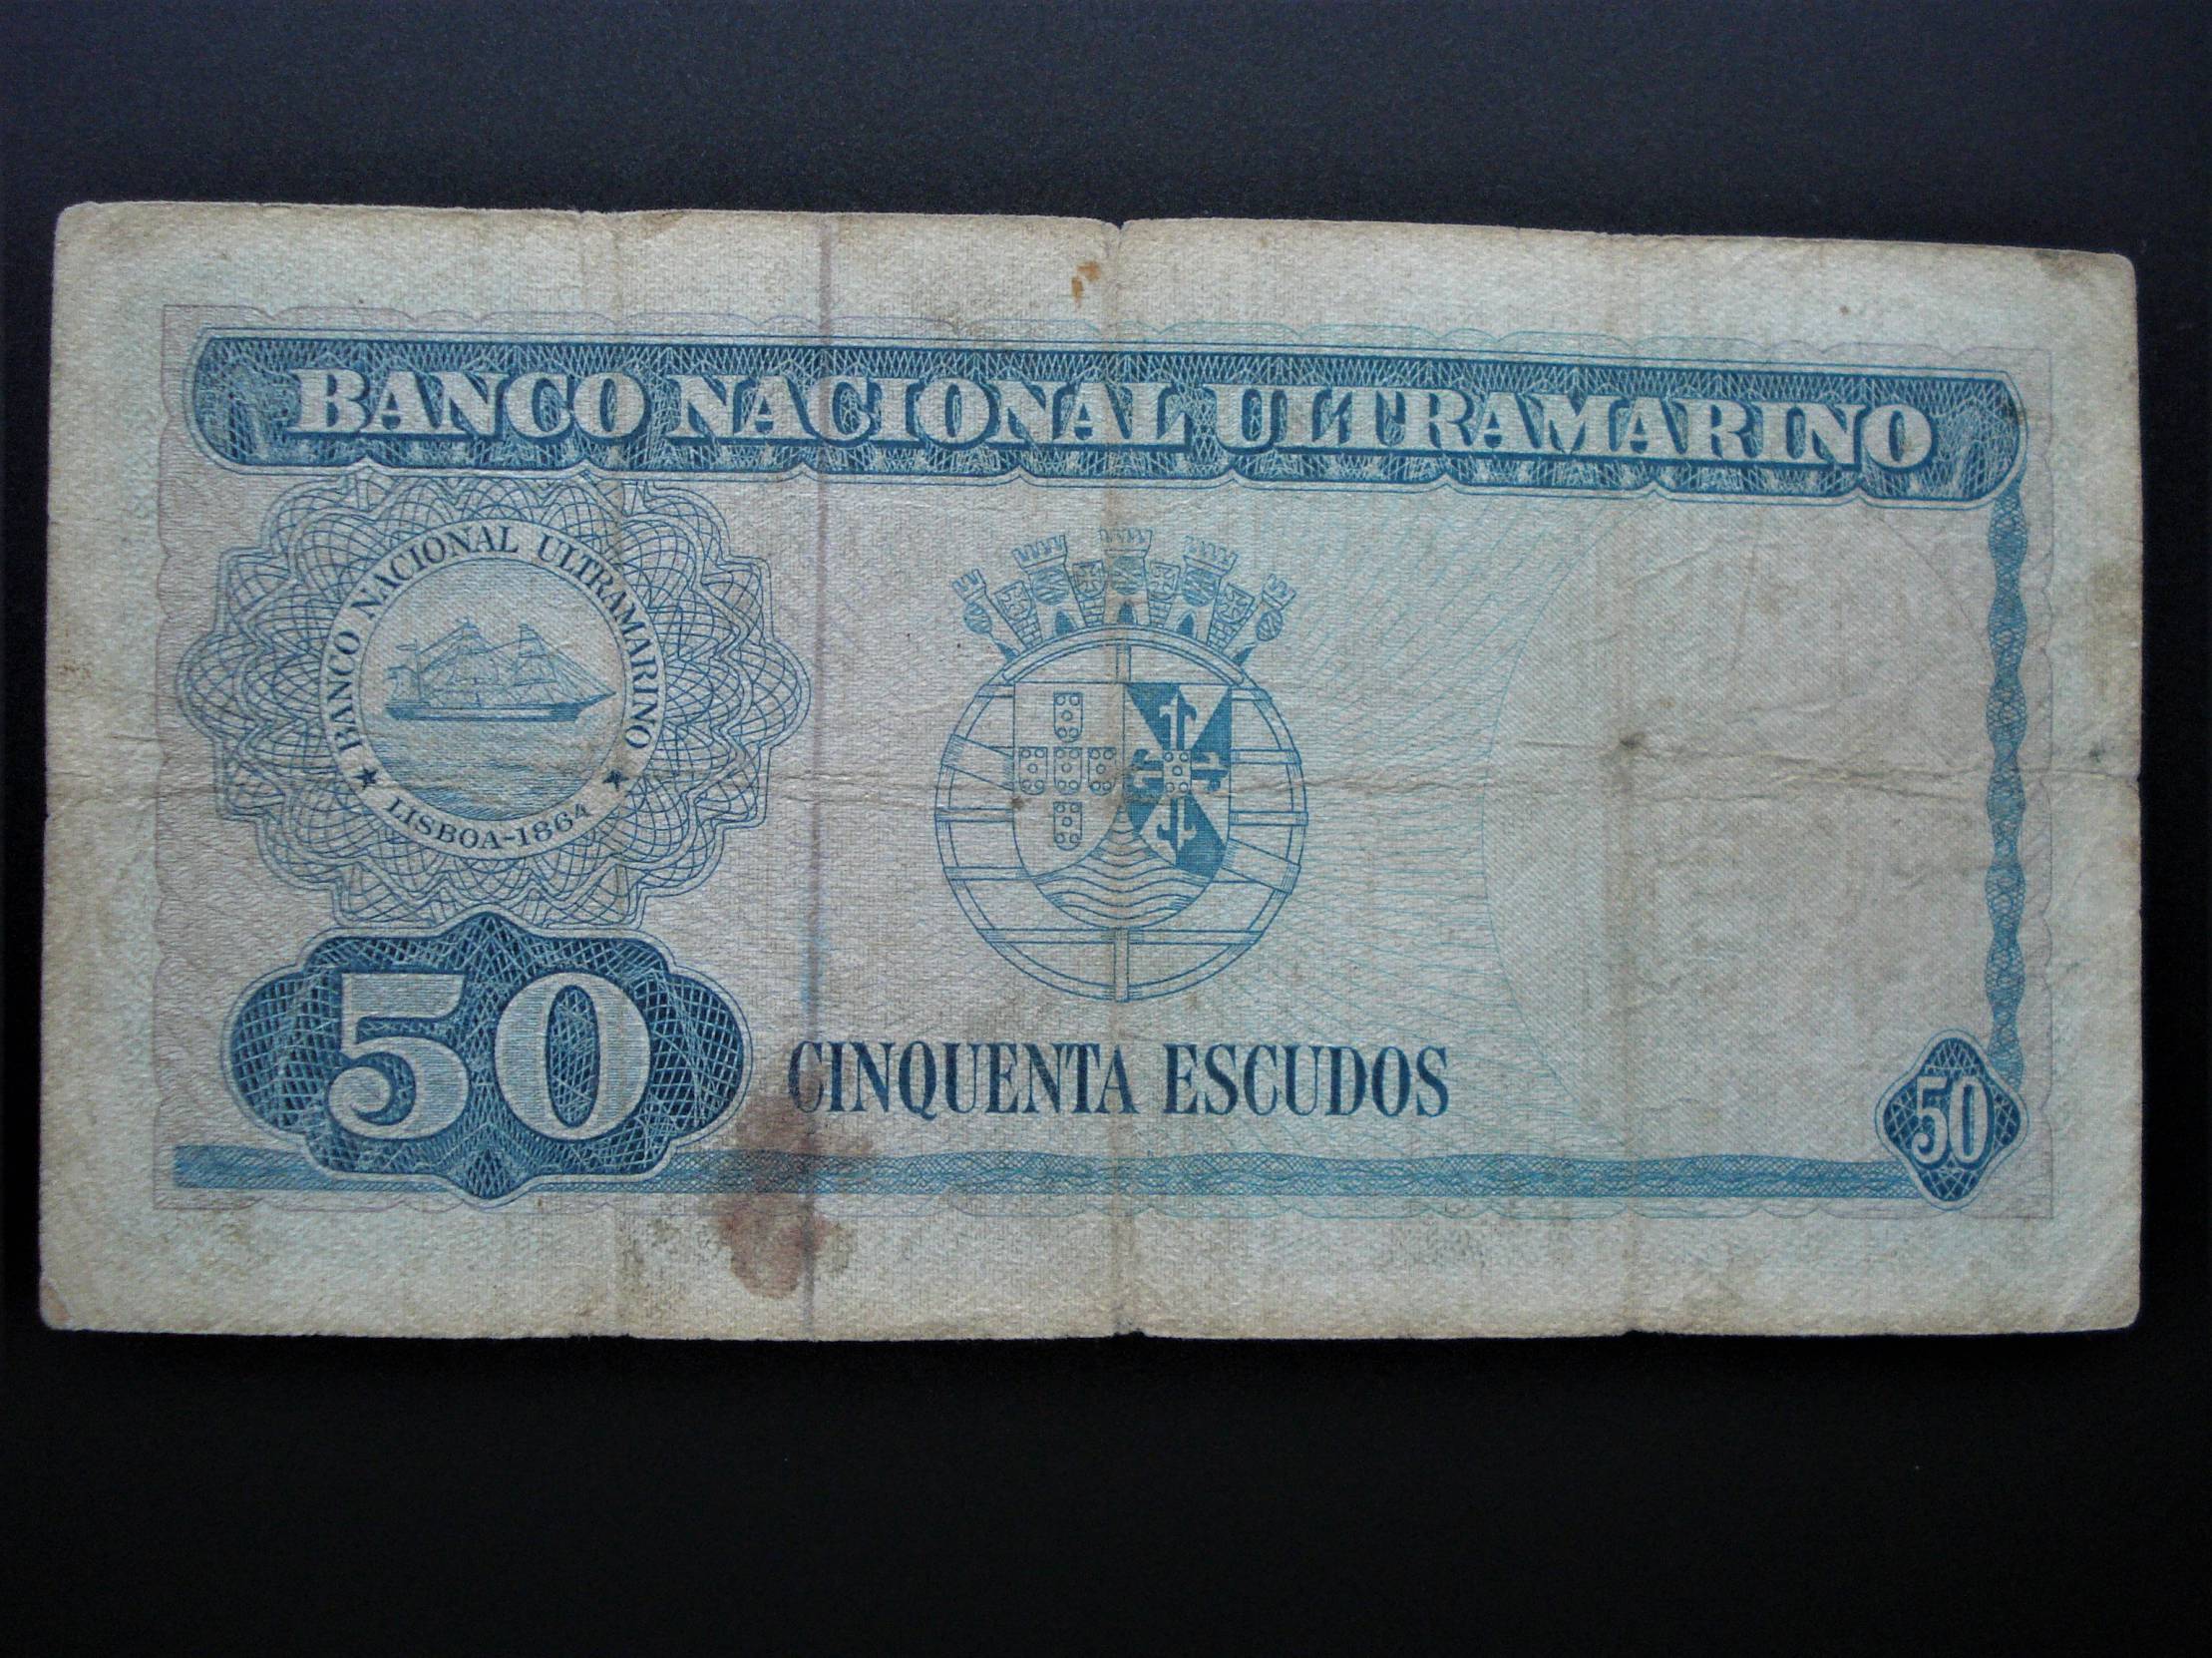 BANCO NACIONAL ULTRAMARINO
BANCO NACIONAL ULTRAMARINO
LISBOA-1864
50
CINQUENTA ESCUDOS
50